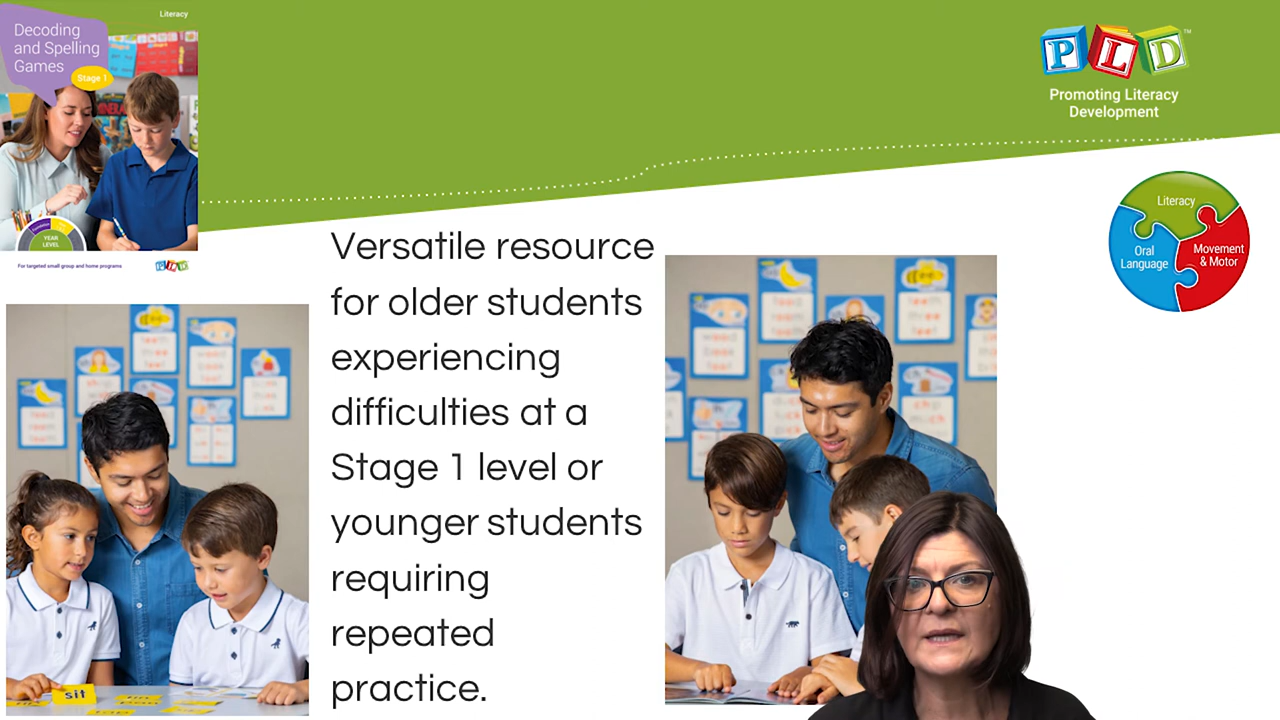 Literacy
Decoding
and Spelling
Games
Stage 1
YEAR
LEVEL
For targeted small group and home programs
PLD
PLD™
Promoting Literacy
Development
Literacy
Oral
Language
Movement
& Motor
Versatile resource
for older students
experiencing
difficulties at a
Stage 1 level or
younger students
requiring
repeated
practice.
sit